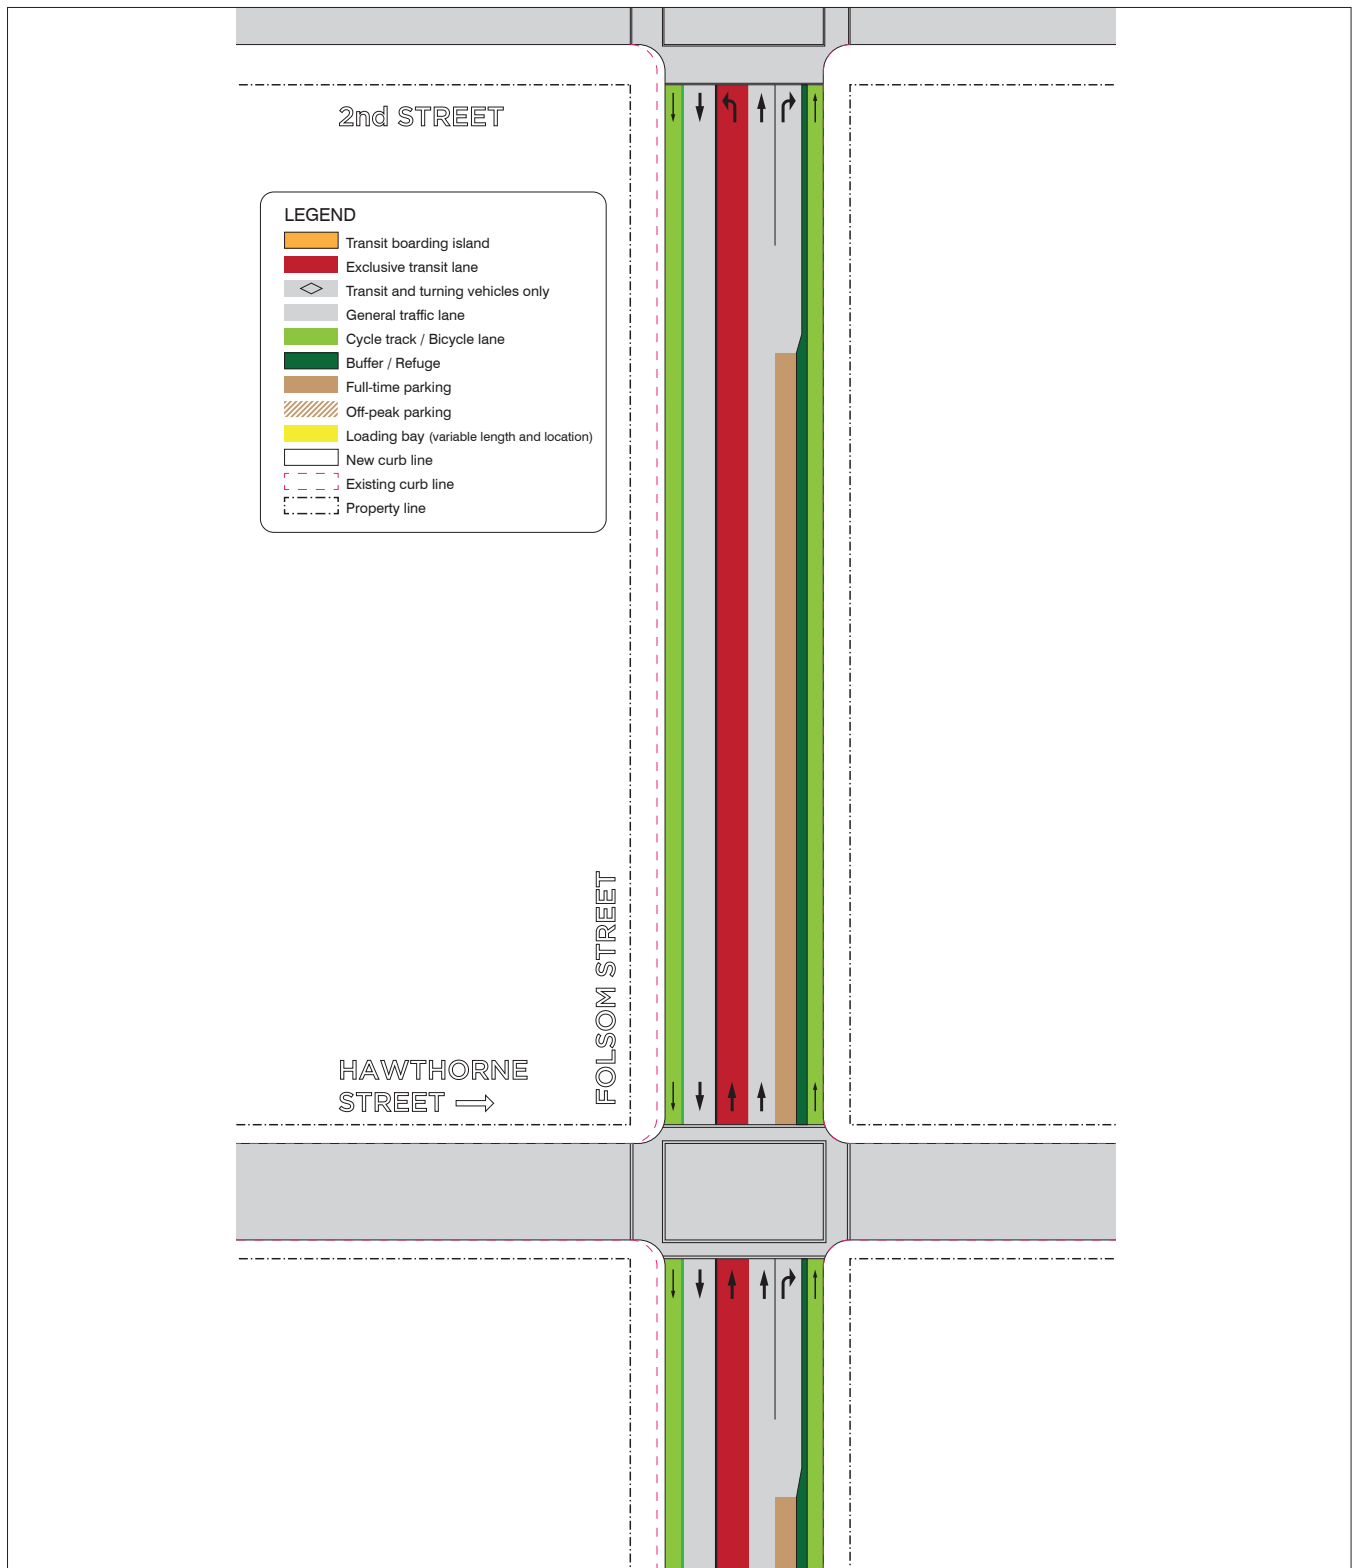 2nd STREET
LEGEND
Transit boarding island
Exclusive transit lane
Transit and turning vehicles only
General traffic lane
Cycle track / Bicycle lane
Buffer / Refuge
Full-time parking
Off-peak parking
Loading bay (variable length and location)
New curb line
Existing curb line
Property line
FOLSOM STREET
HAWTHORNE
STREET